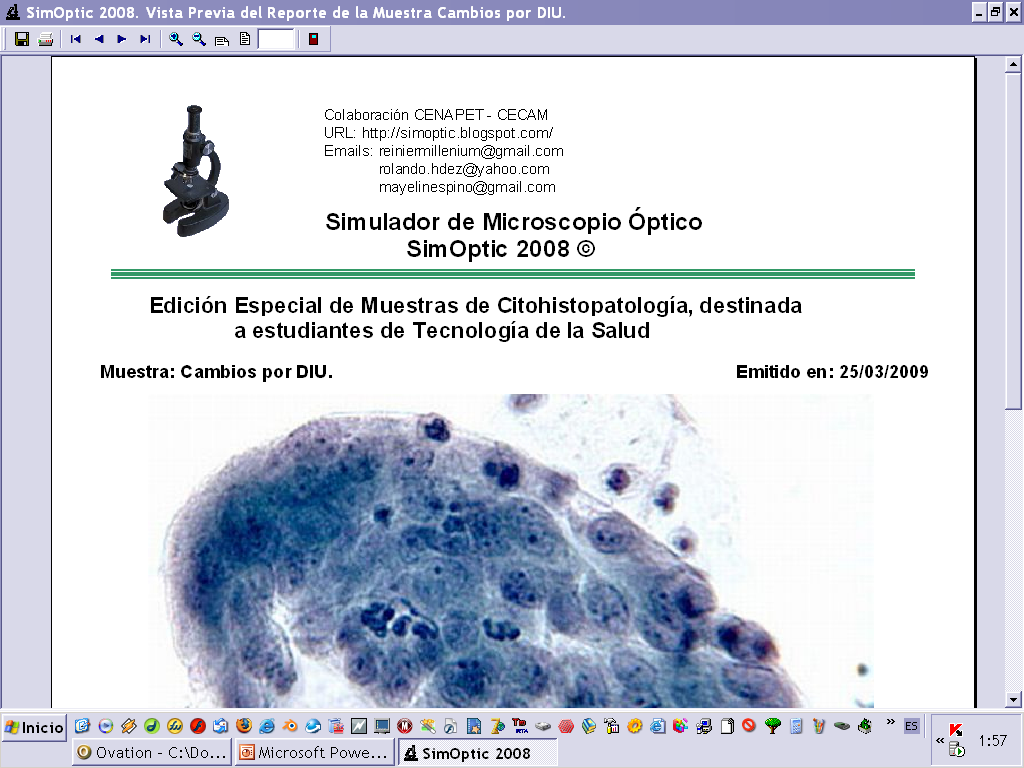 SimOptic 2008. Vista Previa del Reporte de la Muestra Cambios por DIU.
Colaboración CENAPET - CECAM
URL: http://simoptic.blogspot.com/
Emails: reiniermillenium@gmail.com
rolando.hdez@yahoo.com
mayelinespino@gmail.com
Simulador de Microscopio Óptico
SimOptic 2008 ©
Edición Especial de Muestras de Citohistopatología, destinada
a estudiantes de Tecnología de la Salud
Muestra: Cambios por DIU.
Emitido en: 25/03/2009
Inicio
ES
1:57
Ovation - C:\Do...
Microsoft Powe...
SimOptic 2008